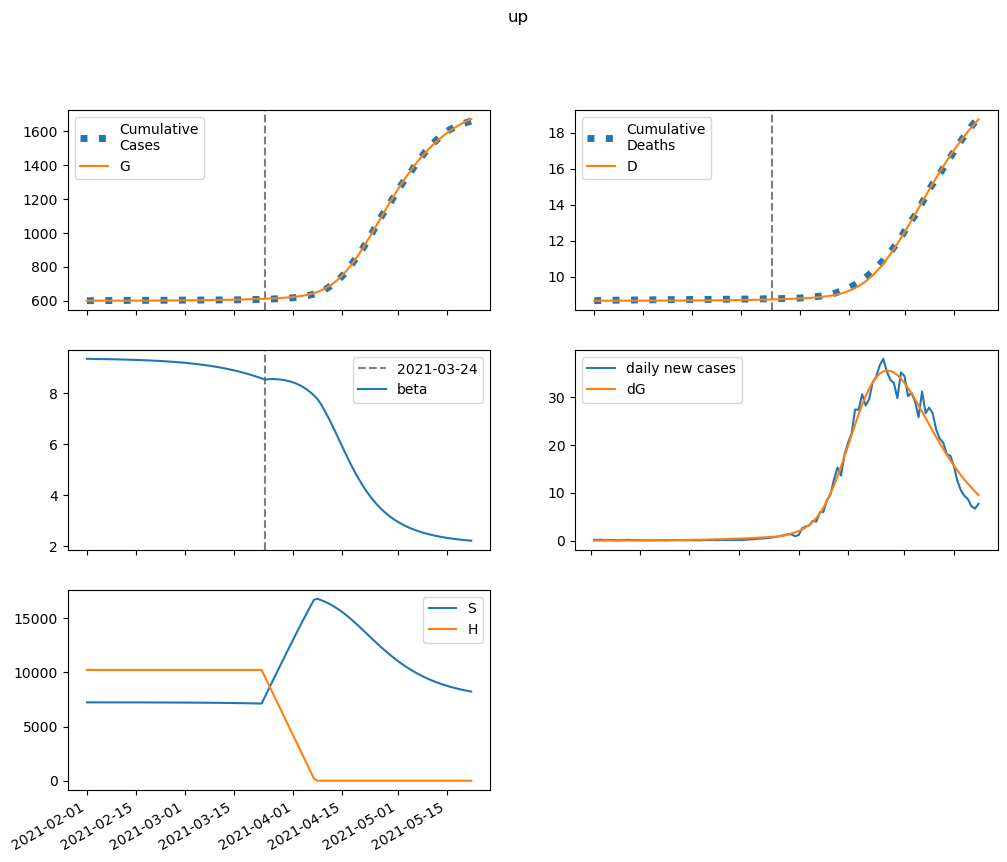 up
Cumulative
Cases
G
1600
1400
1200
1000
800
600
Cumulative
Deaths
D
18
16
14
12
10
2021-03-24
beta
8
6
4
2
daily new cases
dG
30
20
10
0
S
H
15000
10000
5000
0
2021-02-01
2021-02-15
2021-03-01
2021-03-15
2021-04-01
2021-04-15
2021-05-01
2021-05-15